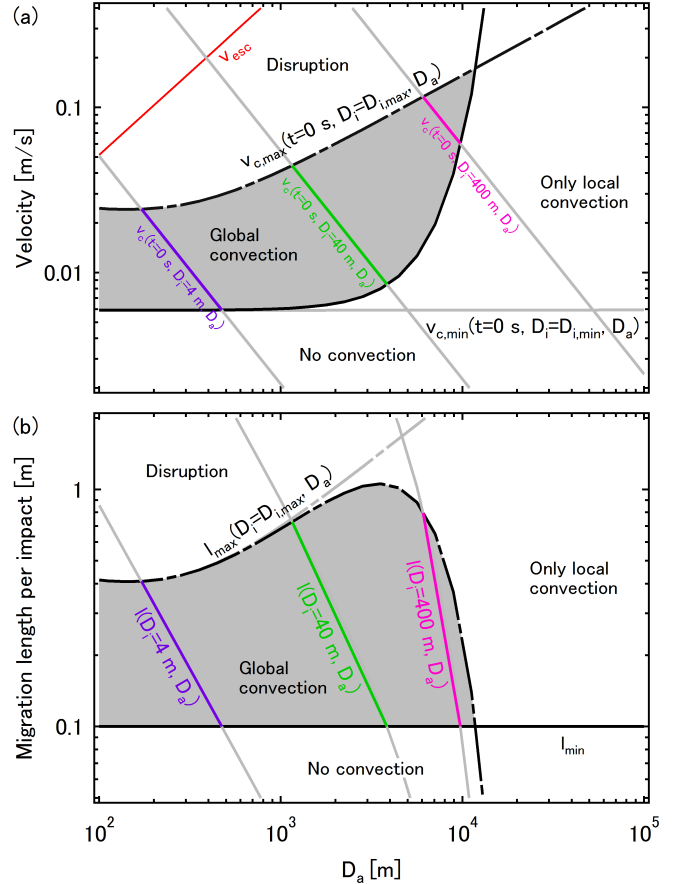 (a)
v_esc
Disruption
v_c,max(t=0 s, D_i=D_i,max, D_a)
0.1
v_c(t=0 s, D_i=4 m, D_a)
v_c(t=0 s, D_i=40 m, D_a)
v_c(t=0 s, D_i=400 m, D_a)
Only local
convection
Velocity [m/s]
Global
convection
0.01
v_c,min(t=0 s, D_i=D_i,min, D_a)
No convection
(b)
Disruption
l_max(D_i=D_i,max, D_a)
1
Only local
convection
l(D_i=4 m, D_a)
l(D_i=40 m, D_a)
l(D_i=400 m, D_a)
Migration length per impact [m]
Global
convection
0.1
l_min
No convection
10^2
10^3
10^4
10^5
D_a [m]